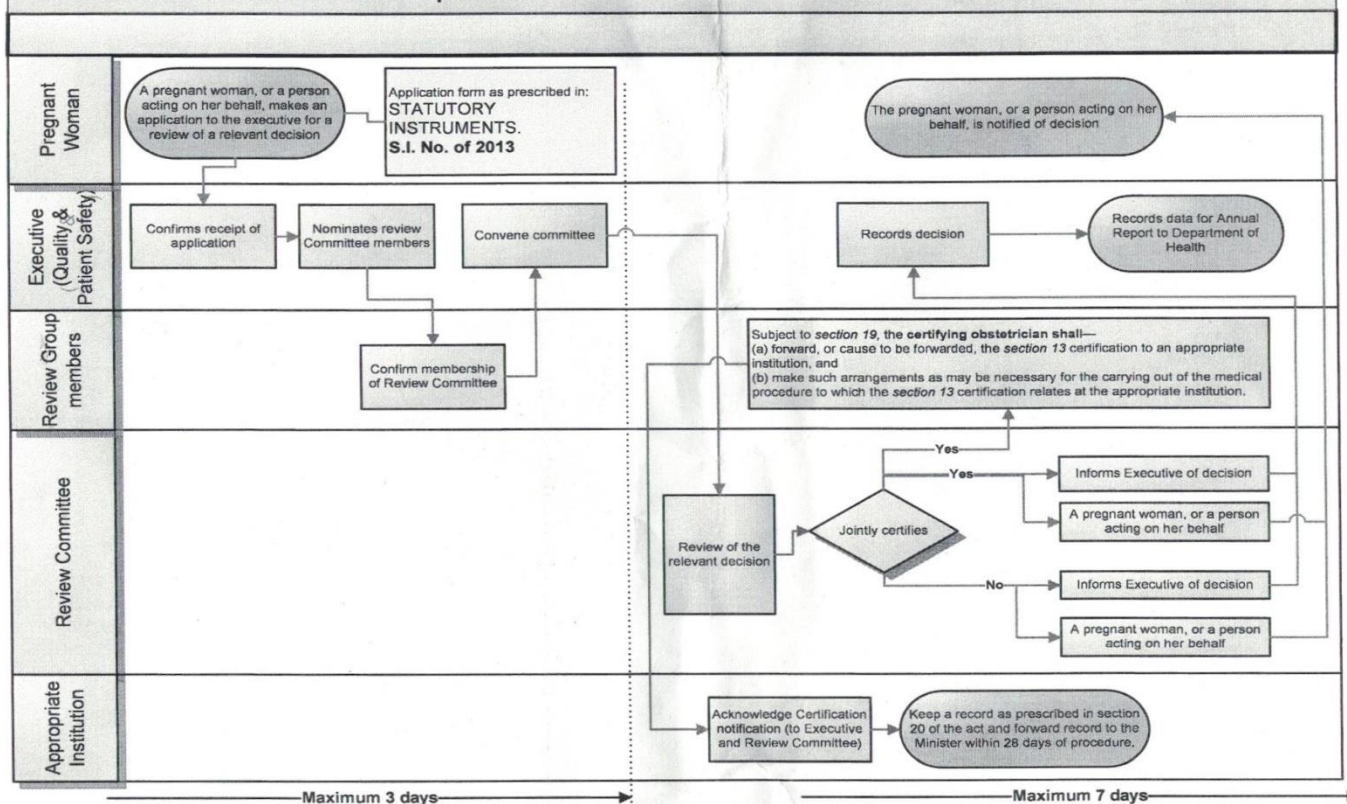 Pregnant
Woman
A pregnant woman, or a person
acting on her behalf, makes an
application to the executive for a
review of a relevant decision
Application form as prescribed in:
STATUTORY
INSTRUMENTS.
S.I. No. of 2013
The pregnant woman, or a person acting on her
behalf, is notified of decision
Executive
(Quality &
Patient Safety)
Confirms receipt of
application
Nominates review
Committee members
Convene committee
Records decision
Records data for Annual
Report to Department of
Health
Review Group
members
Confirm membership
of Review Committee
Subject to section 19, the certifying obstetrician shall—
(a) forward, or cause to be forwarded, the section 13 certification to an appropriate
institution, and
(b) make such arrangements as may be necessary for the carrying out of the medical
procedure to which the section 13 certification relates at the appropriate institution.
Review Committee
Review of the
relevant decision
Jointly certifies
Yes
Yes
Informs Executive of decision
A pregnant woman, or a person
acting on her behalf
No
Informs Executive of decision
A pregnant woman, or a person
acting on her behalf
Appropriate
Institution
Acknowledge Certification
notification (to Executive
and Review Committee)
Keep a record as prescribed in section
20 of the act and forward record to the
Minister within 28 days of procedure.
Maximum 3 days
Maximum 7 days